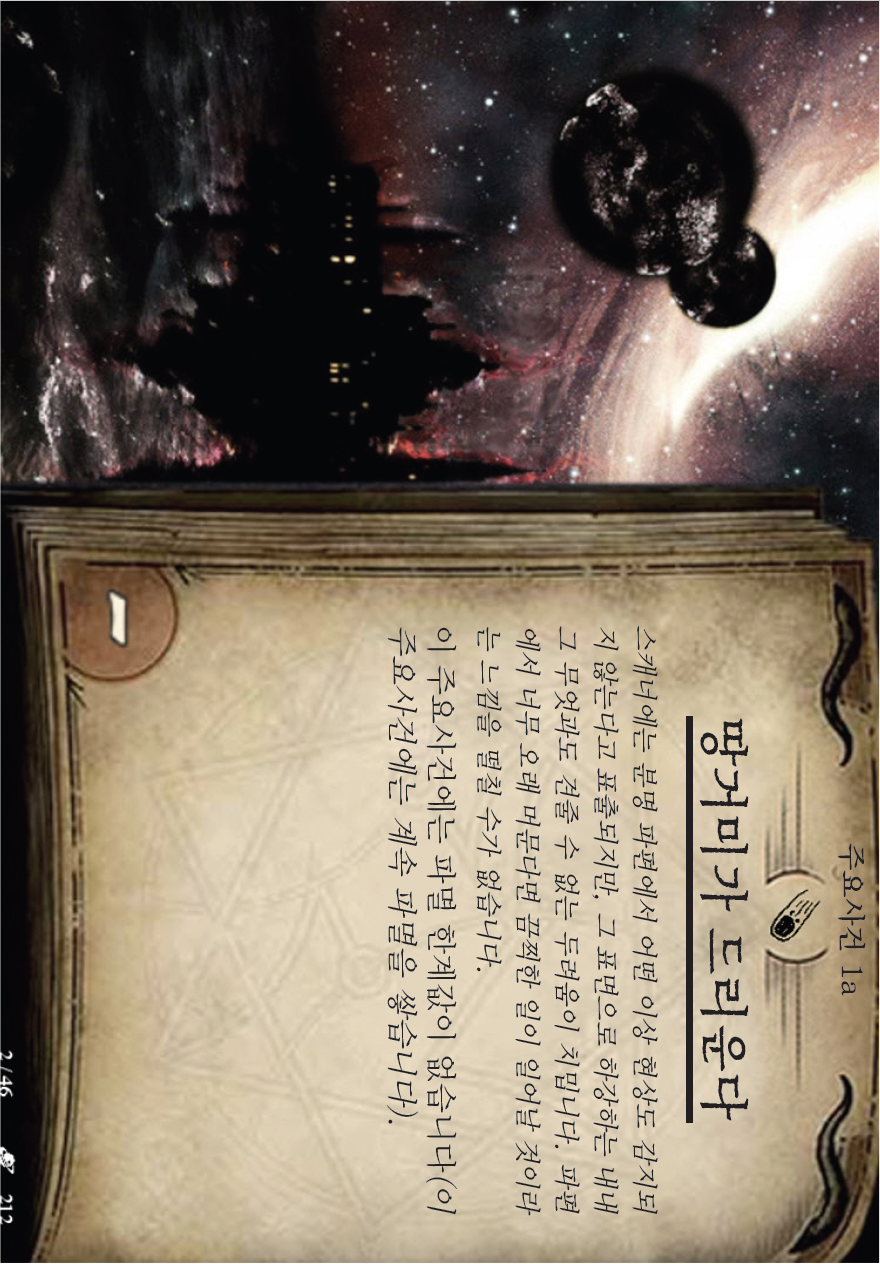 주요사건 1a
땅거미가 드리운다
스캐너에는 분명 파편에서 어떤 이상 현상도 감지되
지 않는다고 표출되지만, 그 표면으로 하강하는 내내
그 무엇과도 견줄 수 없는 두려움이 치밉니다. 파편
에서 너무 오래 머문다면 끔찍한 일이 일어날 것이라
는 느낌을 떨칠 수가 없습니다.
이 주요사건에는 파멸 한계값이 없습니다(이
주요사건에는 계속 파멸을 쌓습니다).
–
2 / 46
212